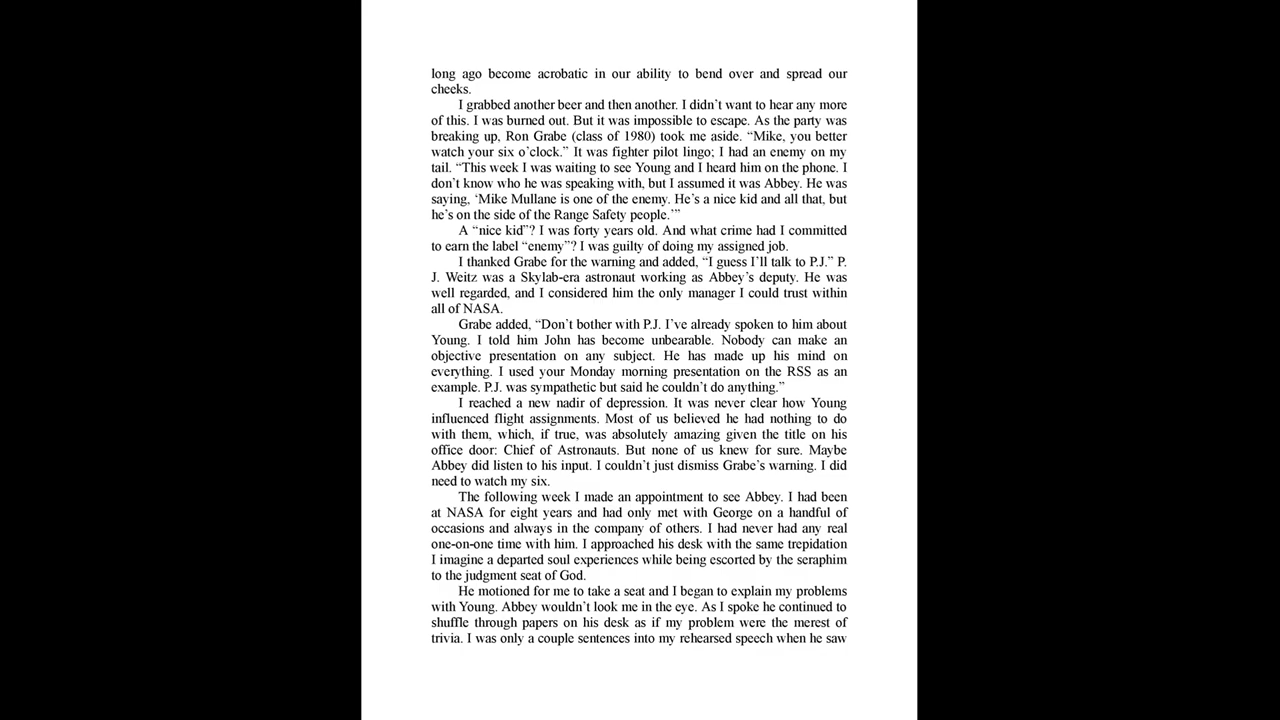 long ago become acrobatic in our ability to bend over and spread our
cheeks.
I grabbed another beer and then another. I didn’t want to hear any more
of this. I was burned out. But it was impossible to escape. As the party was
breaking up, Ron Grabe (class of 1980) took me aside. “Mike, you better
watch your six o’clock.” It was fighter pilot lingo; I had an enemy on my
tail. “This week I was waiting to see Young and I heard him on the phone. I
don’t know who he was speaking with, but I assumed it was Abbey. He was
saying, ‘Mike Mullane is one of the enemy. He’s a nice kid and all that, but
he’s on the side of the Range Safety people.’”
A “nice kid”? I was forty years old. And what crime had I committed
to earn the label “enemy”? I was guilty of doing my assigned job.
I thanked Grabe for the warning and added, “I guess I’ll talk to P.J.” P.
J. Weitz was a Skylab-era astronaut working as Abbey’s deputy. He was
well regarded, and I considered him the only manager I could trust within
all of NASA.
Grabe added, “Don’t bother with P.J. I’ve already spoken to him about
Young. I told him John has become unbearable. Nobody can make an
objective presentation on any subject. He has made up his mind on
everything. I used your Monday morning presentation on the RSS as an
example. P.J. was sympathetic but said he couldn’t do anything.”
I reached a new nadir of depression. It was never clear how Young
influenced flight assignments. Most of us believed he had nothing to do
with them, which, if true, was absolutely amazing given the title on his
office door: Chief of Astronauts. But none of us knew for sure. Maybe
Abbey did listen to his input. I couldn’t just dismiss Grabe’s warning. I did
need to watch my six.
The following week I made an appointment to see Abbey. I had been
at NASA for eight years and had only met with George on a handful of
occasions and always in the company of others. I had never had any real
one-on-one time with him. I approached his desk with the same trepidation
I imagine a departed soul experiences while being escorted by the seraphim
to the judgment seat of God.
He motioned for me to take a seat and I began to explain my problems
with Young. Abbey wouldn’t look me in the eye. As I spoke he continued to
shuffle through papers on his desk as if my problem were the merest of
trivia. I was only a couple sentences into my rehearsed speech when he saw